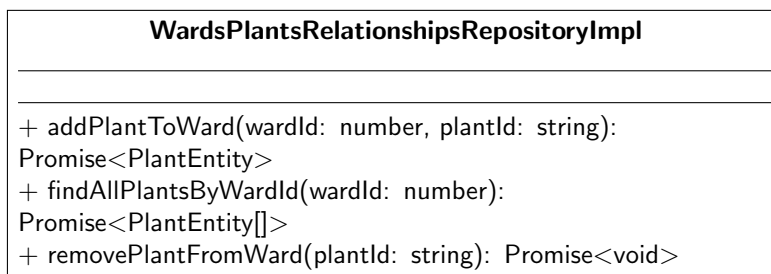 WardsPlantsRelationshipsRepositoryImpl
+ addPlantToWard(wardId: number, plantId: string):
Promise<PlantEntity>
+ findAllPlantsByWardId(wardId: number):
Promise<PlantEntity[]>
+ removePlantFromWard(plantId: string): Promise<void>